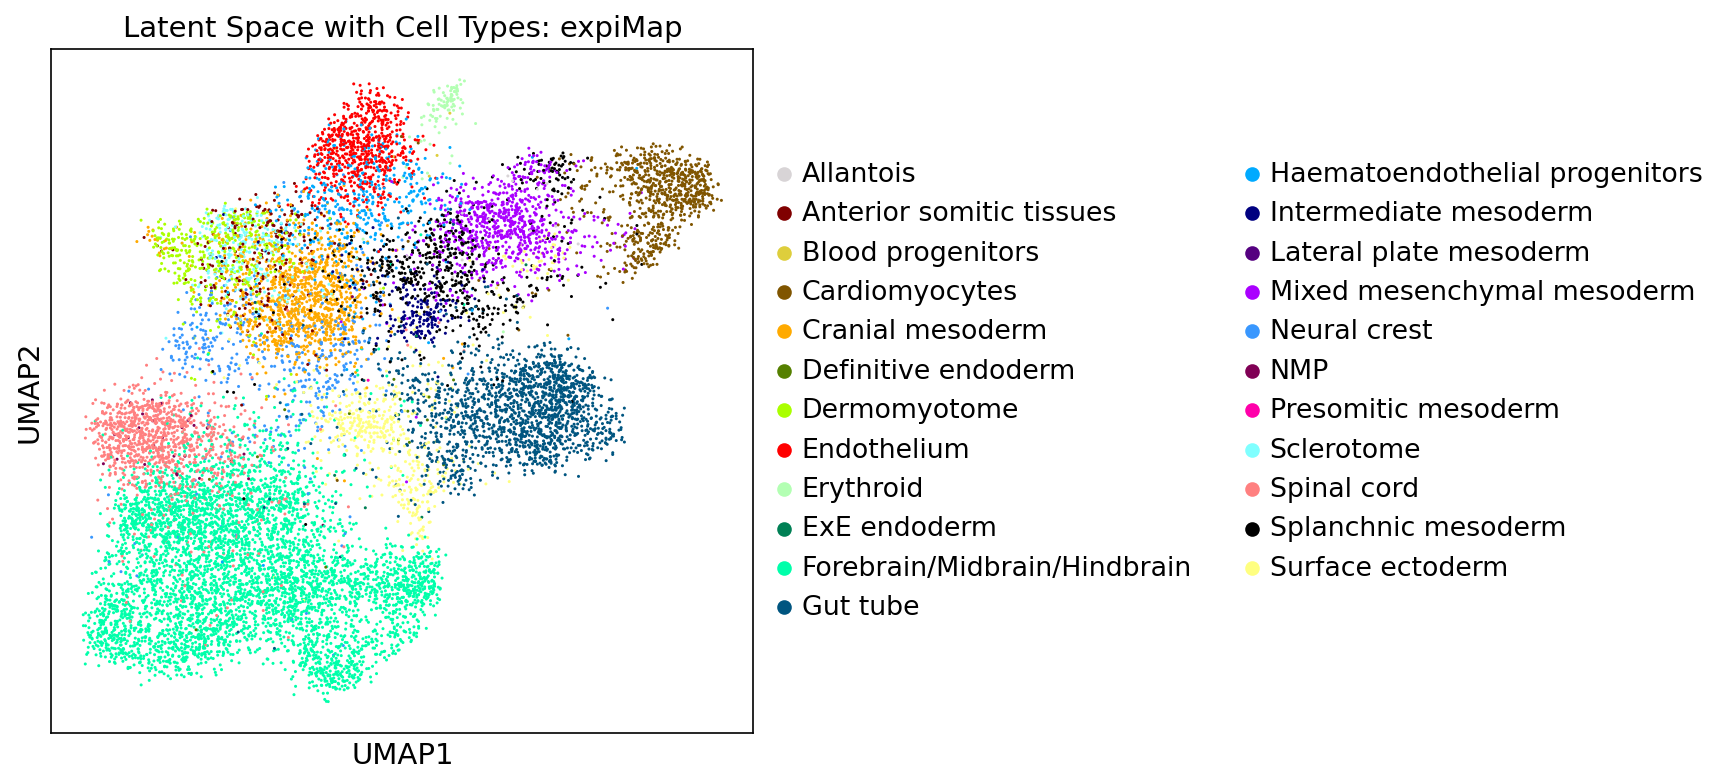 Latent Space with Cell Types: expiMap
UMAP2
UMAP1
Allantois
Anterior somitic tissues
Blood progenitors
Cardiomyocytes
Cranial mesoderm
Definitive endoderm
Dermomyotome
Endothelium
Erythroid
ExE endoderm
Forebrain/Midbrain/Hindbrain
Gut tube
Haematoendothelial progenitors
Intermediate mesoderm
Lateral plate mesoderm
Mixed mesenchymal mesoderm
Neural crest
NMP
Presomitic mesoderm
Sclerotome
Spinal cord
Splanchnic mesoderm
Surface ectoderm